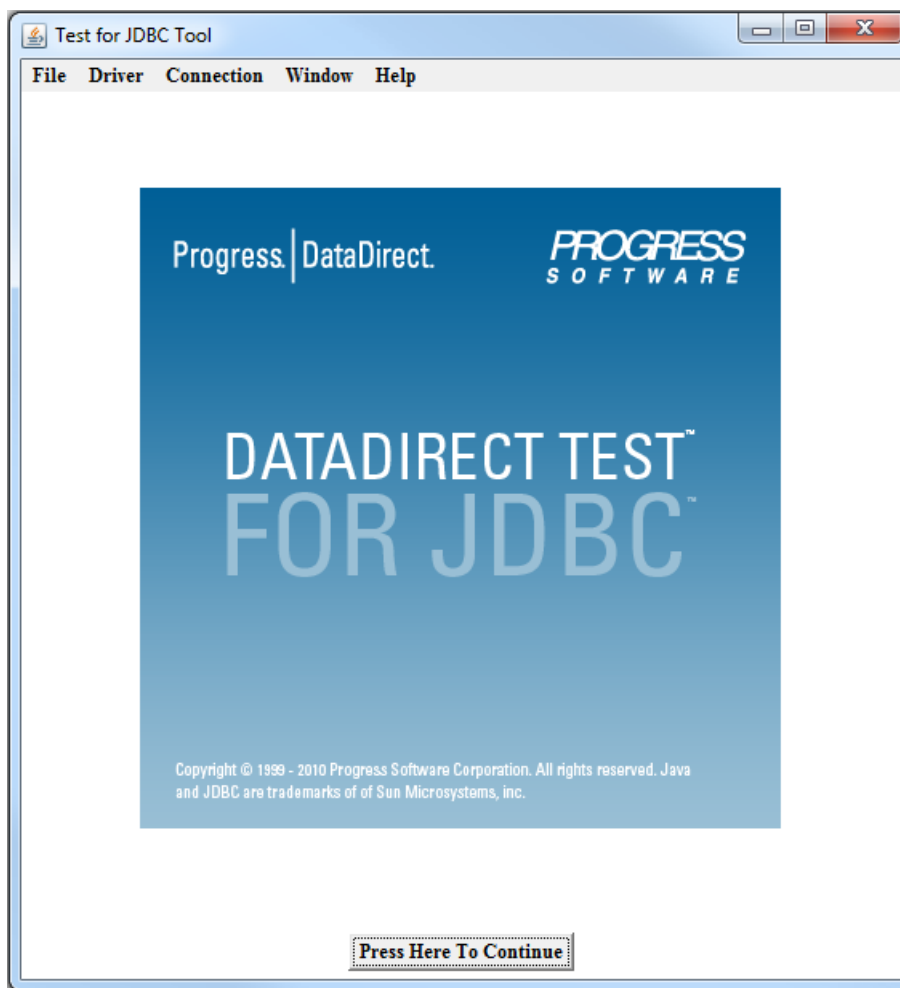 Test for JDBC Tool
File Driver Connection Window Help
Progress. DataDirect.
PROGRESS
SOFTWARE
DATADIRECT TEST™
FOR JDBC™
Copyright © 1999 - 2010 Progress Software Corporation. All rights reserved. Java
and JDBC are trademarks of of Sun Microsystems, inc.
Press Here To Continue